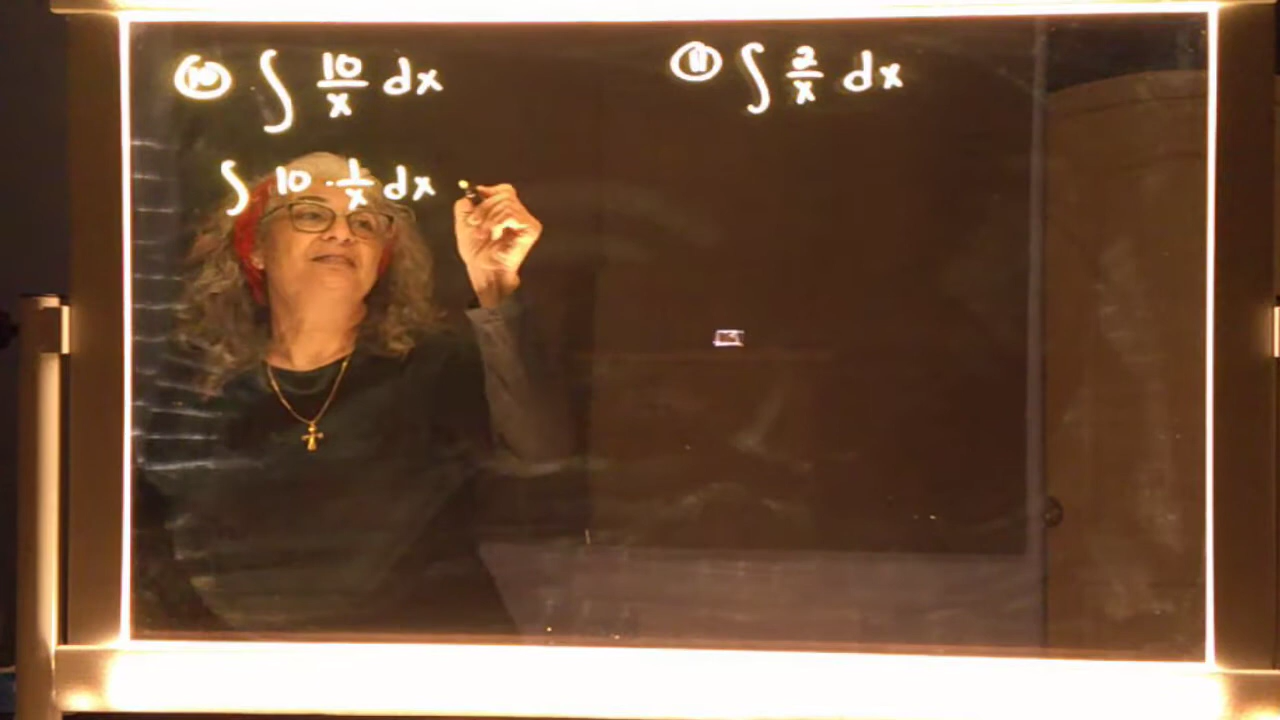 ⑩ ∫ 10/x dx
∫ 10 · 1/x dx
⑪ ∫ 2/x dx